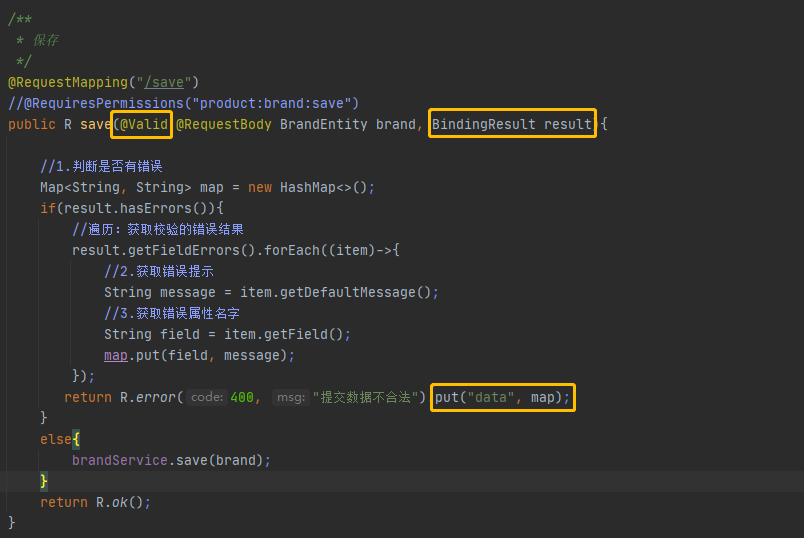 /**
 * 保存
 */
@RequestMapping("/save")
//@RequiresPermissions("product:brand:save")
public R save(@Valid @RequestBody BrandEntity brand, BindingResult result){
//1.判断是否有错误
Map<String, String> map = new HashMap<>();
if(result.hasErrors()){
//遍历: 获取校验的错误结果
result.getFieldErrors().forEach((item)->{
//2.获取错误提示
String message = item.getDefaultMessage();
//3.获取错误属性名字
String field = item.getField();
map.put(field, message);
});
return R.error( code: 400, msg: "提交数据不合法") put("data", map);
}
else{
brandService.save(brand);
}
return R.ok();
}